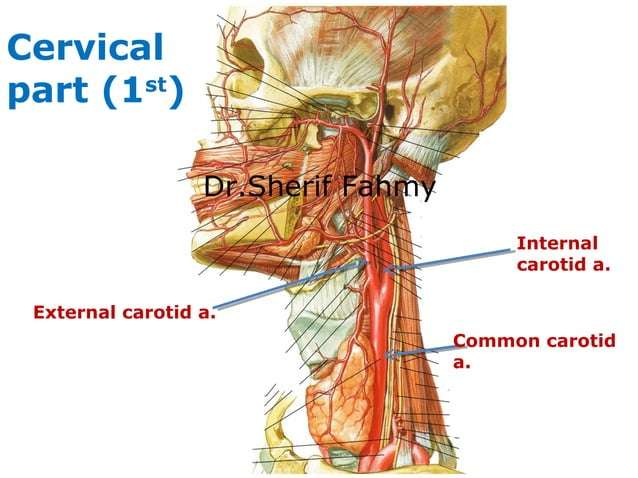 Cervical
part (1st)
Dr.Sherif Fahmy
Internal
carotid a.
External carotid a.
Common carotid
a.